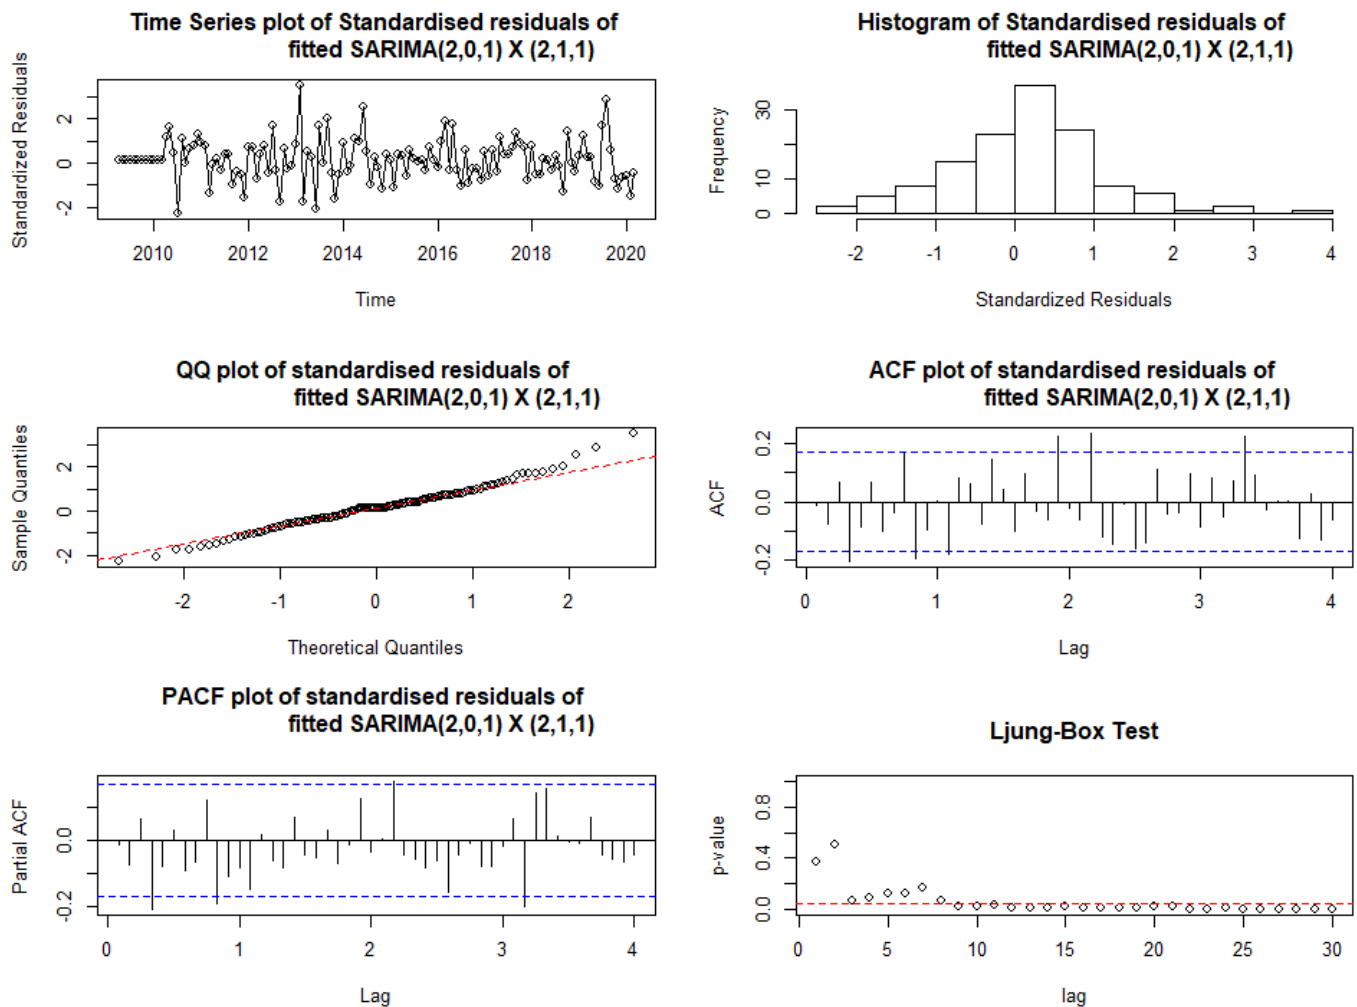 Time Series plot of Standardised residuals of
fitted SARIMA(2,0,1) X (2,1,1)
Standardized Residuals
2
0
-2
2010 2012 2014 2016 2018 2020
Time
Histogram of Standardised residuals of
fitted SARIMA(2,0,1) X (2,1,1)
Frequency
30
10
0
-2 -1 0 1 2 3 4
Standardized Residuals
QQ plot of standardised residuals of
fitted SARIMA(2,0,1) X (2,1,1)
Sample Quantiles
2
0
-2
-2 -1 0 1 2
Theoretical Quantiles
ACF plot of standardised residuals of
fitted SARIMA(2,0,1) X (2,1,1)
ACF
0.2
0.0
-0.2
0 1 2 3 4
Lag
PACF plot of standardised residuals of
fitted SARIMA(2,0,1) X (2,1,1)
Partial ACF
0.0
-0.2
0 1 2 3 4
Lag
Ljung-Box Test
p-value
0.8
0.4
0.0
0 5 10 15 20 25 30
lag